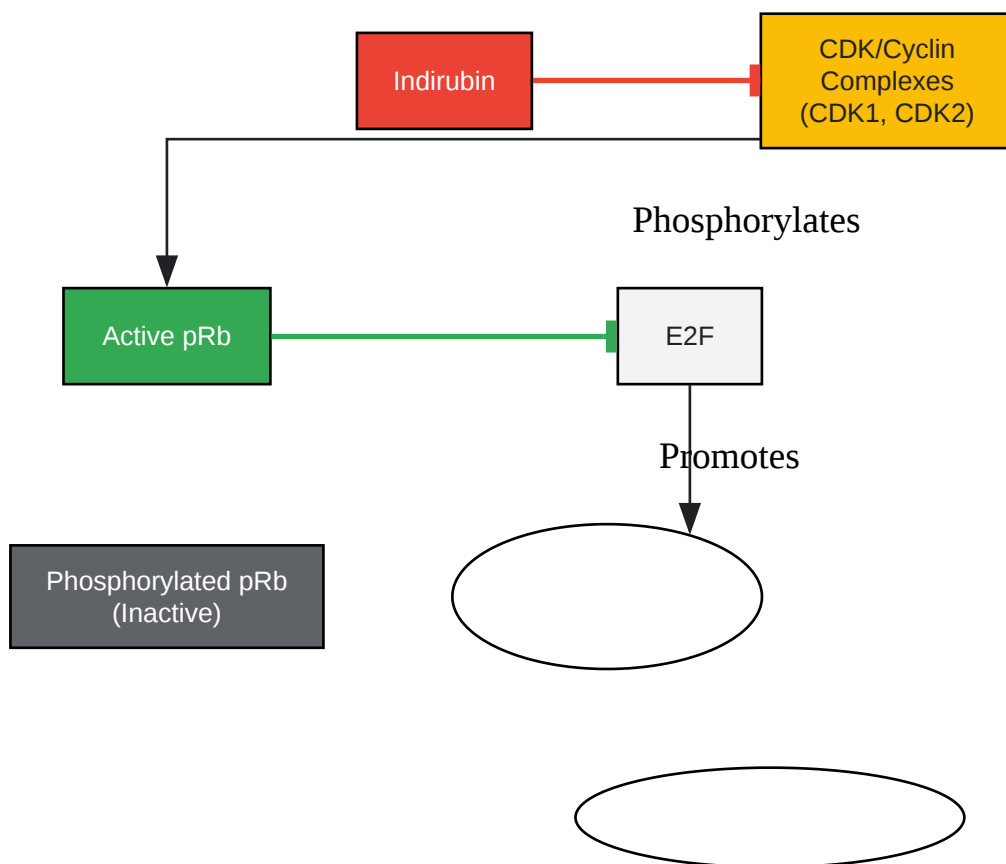 Indirubin
CDK/Cyclin
Complexes
(CDK1, CDK2)
Phosphorylates
Active pRb
E2F
Promotes
Phosphorylated pRb
(Inactive)